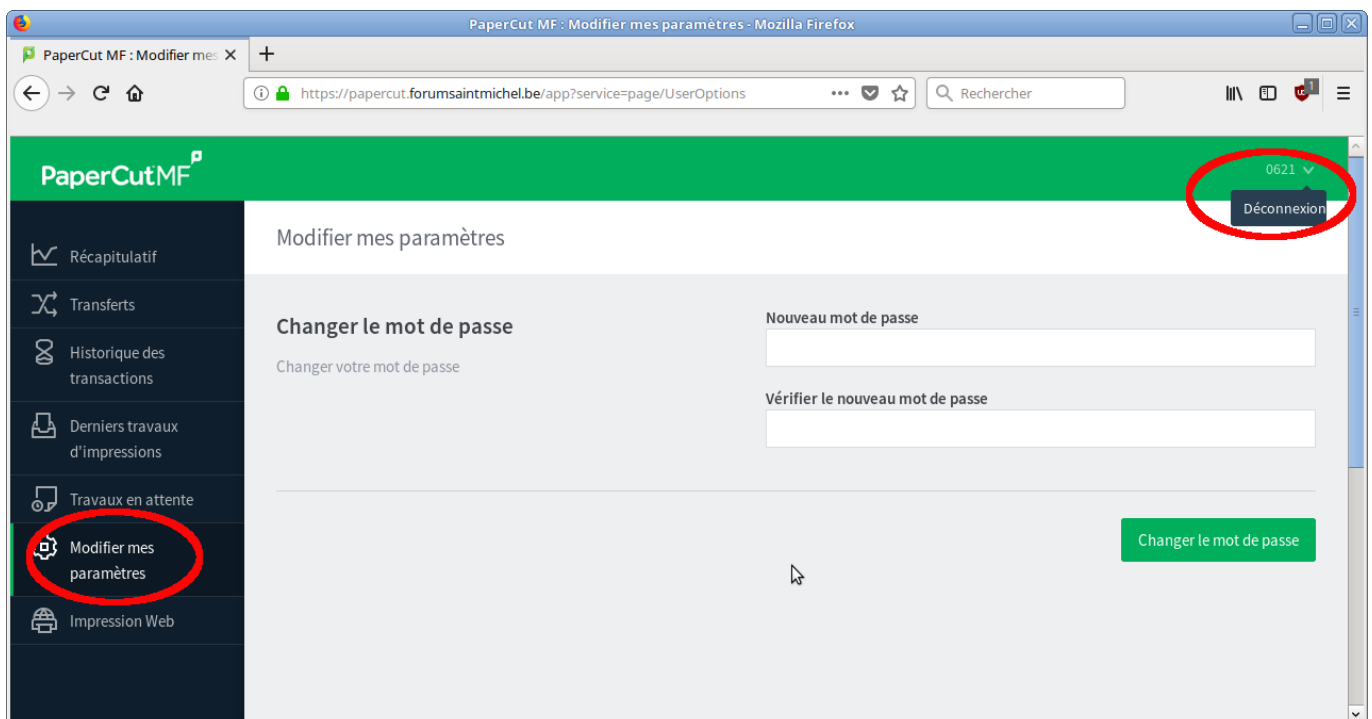 PaperCut MF : Modifier mes paramètres - Mozilla Firefox
PaperCut MF : Modifier mes
https://papercut.forumsaintmichel.be/app?service=page/UserOptions
Rechercher
1
PaperCut MF
0621
Déconnexion
Modifier mes paramètres
Récapitulatif
Transferts
Historique des
transactions
Derniers travaux
d'impressions
Travaux en attente
Modifier mes
paramètres
Impression Web
Changer le mot de passe
Changer votre mot de passe
Nouveau mot de passe
Vérifier le nouveau mot de passe
Changer le mot de passe